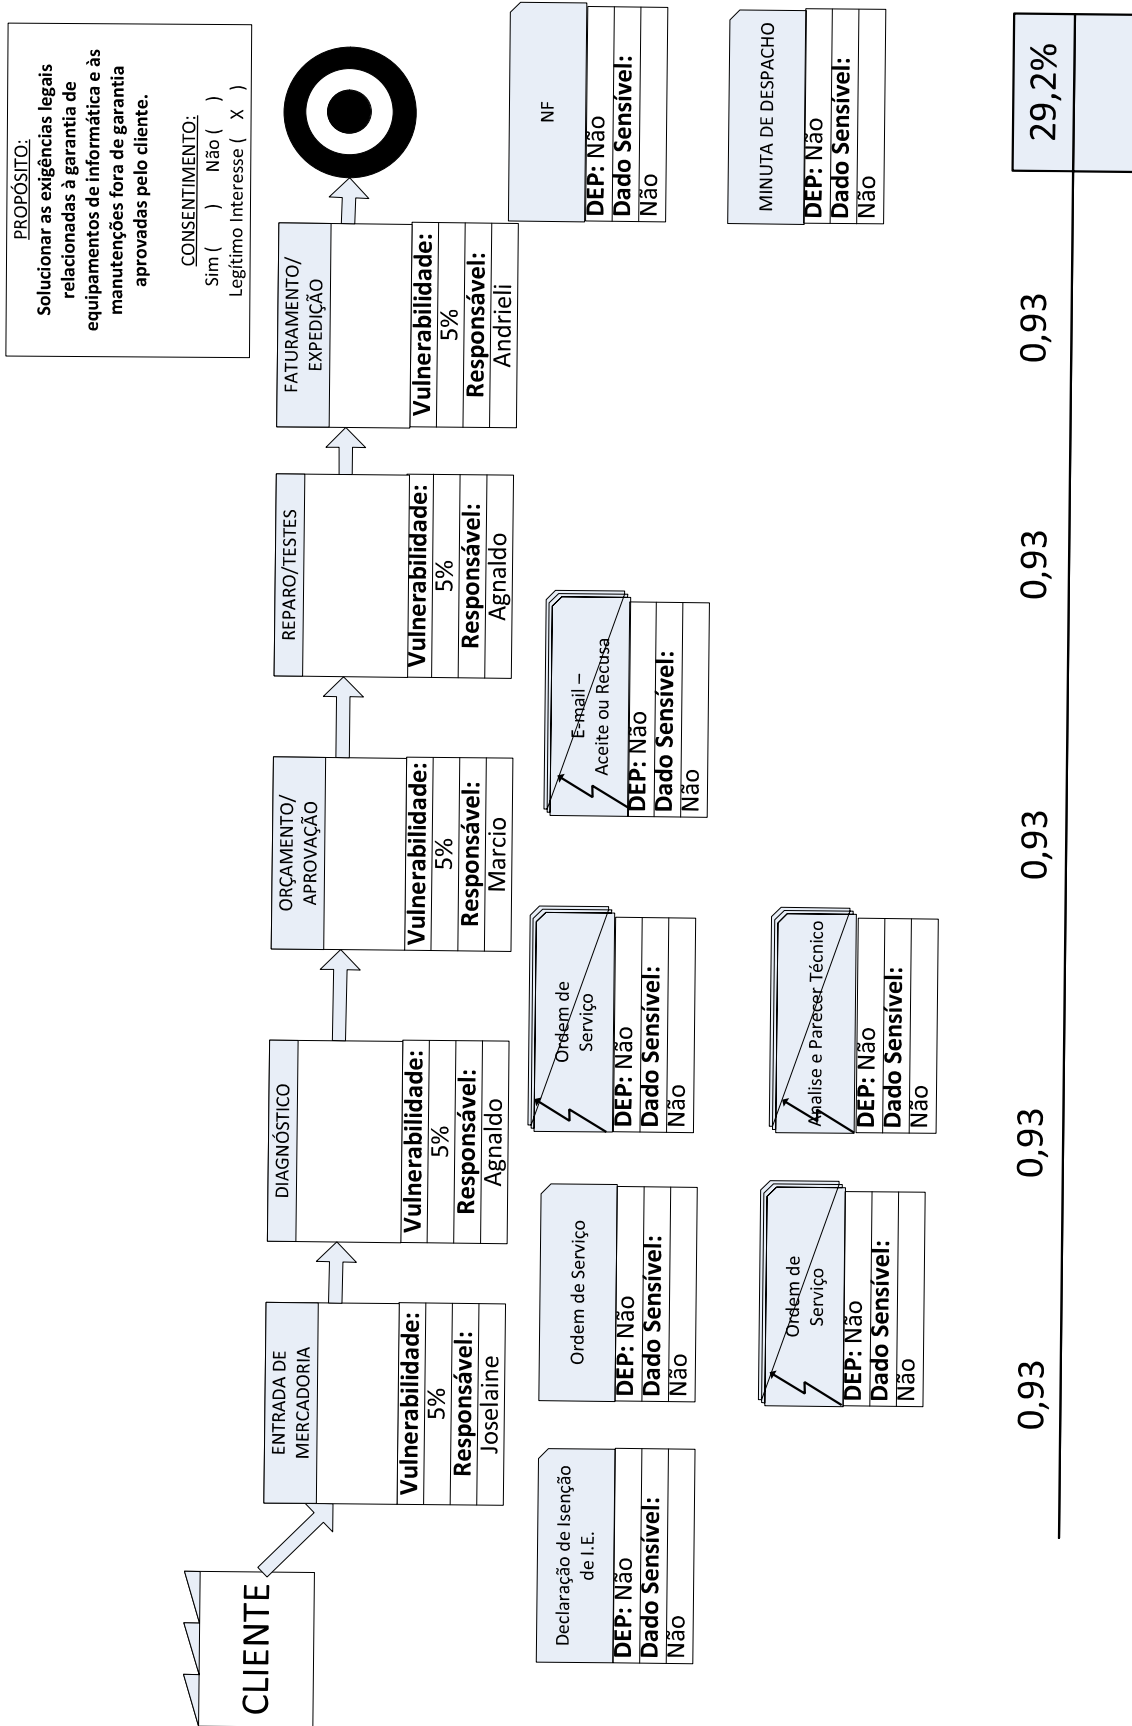 PROPÓSITO:
Solucionar as exigências legais
relacionadas à garantia de
equipamentos de informática e às
manutenções fora de garantia
aprovadas pelo cliente.
CONSENTIMENTO:
Sim ( ) Não ( )
Legítimo Interesse ( X )
CLIENTE
ENTRADA DE
MERCADORIA
Vulnerabilidade:
5%
Responsável:
Joselaine
DIAGNÓSTICO
Vulnerabilidade:
5%
Responsável:
Agnaldo
ORÇAMENTO/
APROVAÇÃO
Vulnerabilidade:
5%
Responsável:
Marcio
REPARO/TESTES
Vulnerabilidade:
5%
Responsável:
Agnaldo
FATURAMENTO/
EXPEDIÇÃO
Vulnerabilidade:
5%
Responsável:
Andrieli
Declaração de Isenção
de I.E.
DEP: Não
Dado Sensível:
Não
Ordem de Serviço
DEP: Não
Dado Sensível:
Não
Ordem de
Serviço
DEP: Não
Dado Sensível:
Não
E-mail –
Aceite ou Recusa
DEP: Não
Dado Sensível:
Não
NF
DEP: Não
Dado Sensível:
Não
Ordem de
Serviço
DEP: Não
Dado Sensível:
Não
Analise e Parecer Técnico
DEP: Não
Dado Sensível:
Não
MINUTA DE DESPACHO
DEP: Não
Dado Sensível:
Não
0,93
0,93
0,93
0,93
0,93
29,2%